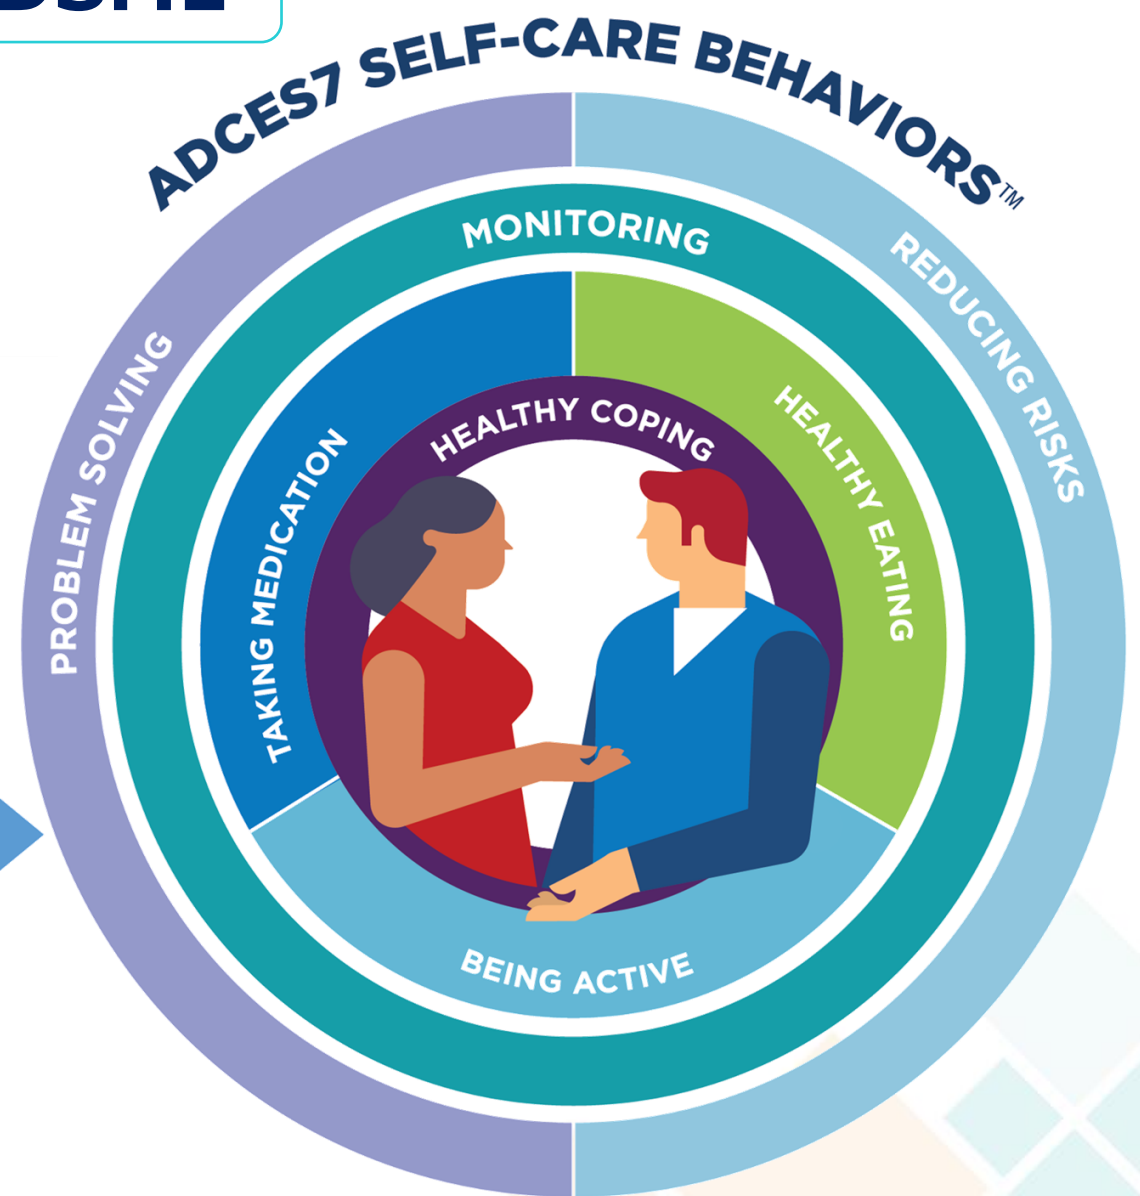 ADCES7 SELF-CARE BEHAVIORS™
PROBLEM SOLVING
REDUCING RISKS
MONITORING
TAKING MEDICATION
HEALTHY EATING
HEALTHY COPING
BEING ACTIVE